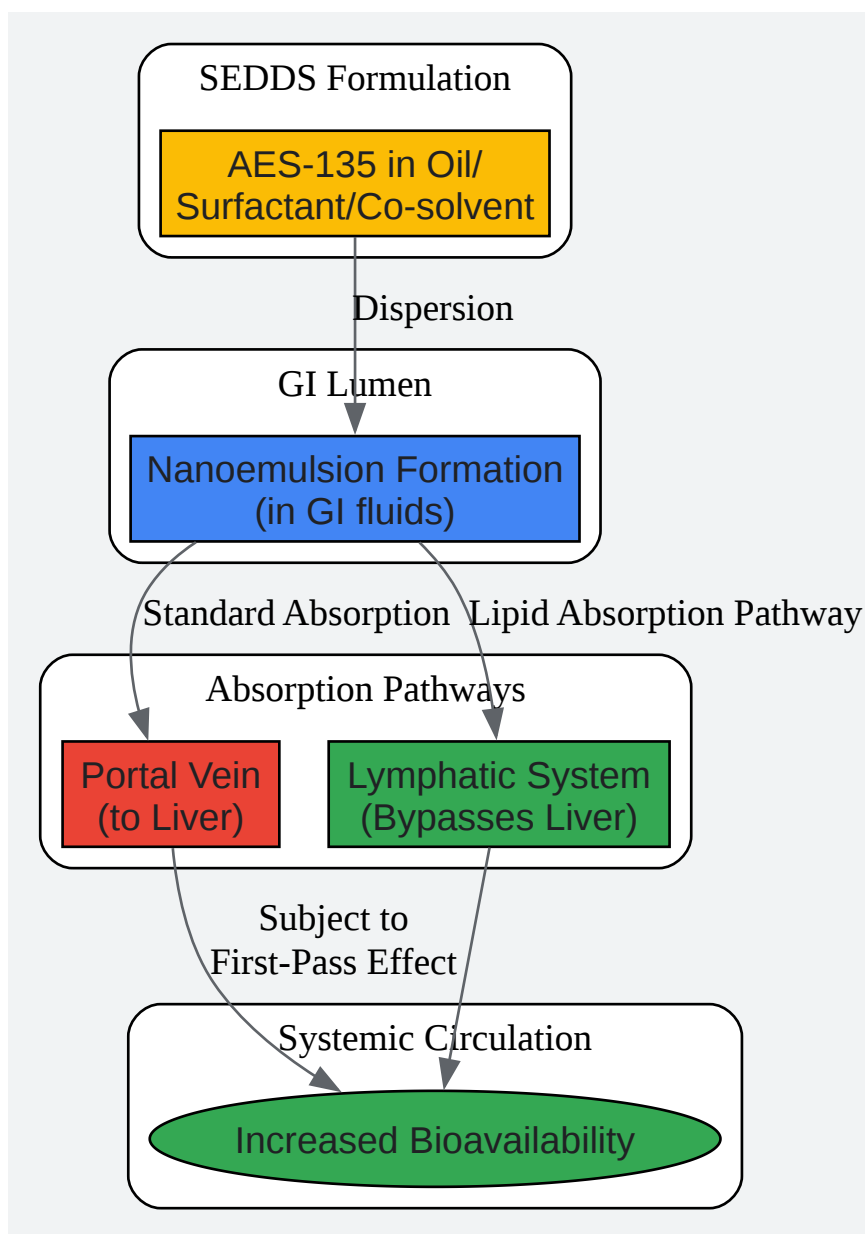 SEDDS Formulation
AES-135 in Oil/
Surfactant/Co-solvent
Dispersion
GI Lumen
Nanoemulsion Formation
(in GI fluids)
Standard Absorption
Lipid Absorption Pathway
Absorption Pathways
Portal Vein
(to Liver)
Lymphatic System
(Bypasses Liver)
Subject to
First-Pass Effect
Systemic Circulation
Increased Bioavailability